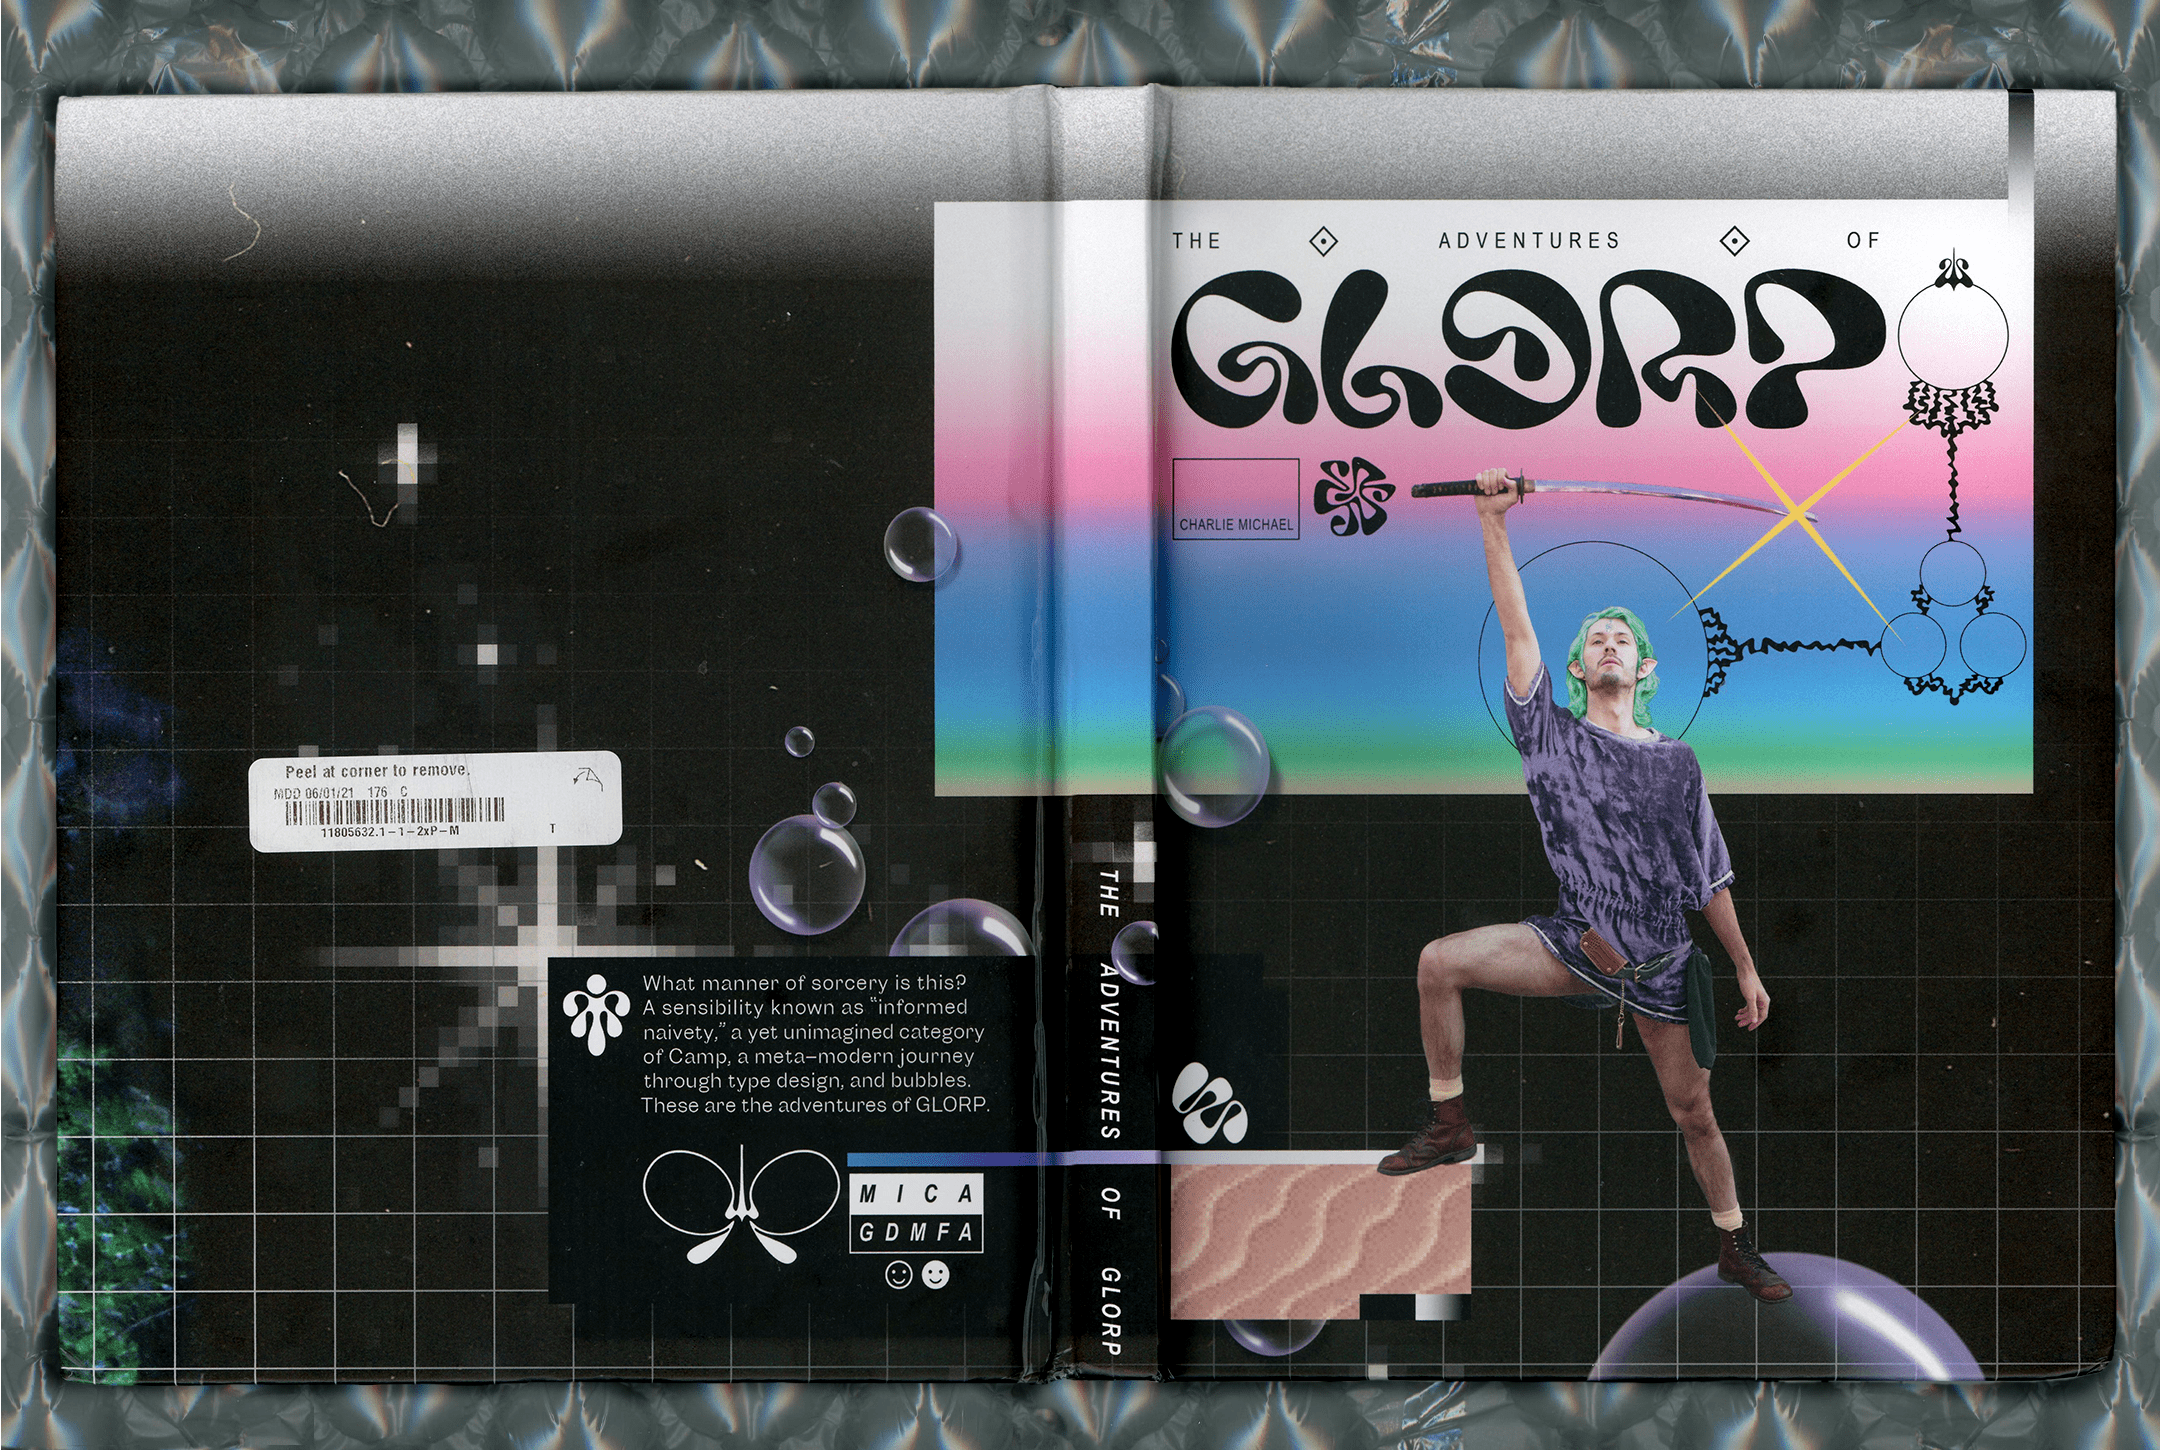 THE ADVENTURES OF
GLORP
CHARLIE MICHAEL
Peel at corner to remove.
MDD 06/01/21 176 C
11805632.1-1-2xP-M
T
What manner of sorcery is this?
A sensibility known as “informed
naivety,” a yet unimagined category
of Camp, a meta–modern journey
through type design, and bubbles.
These are the adventures of GLORP.
MICA
GDMFA
THE ADVENTURES OF GLORP